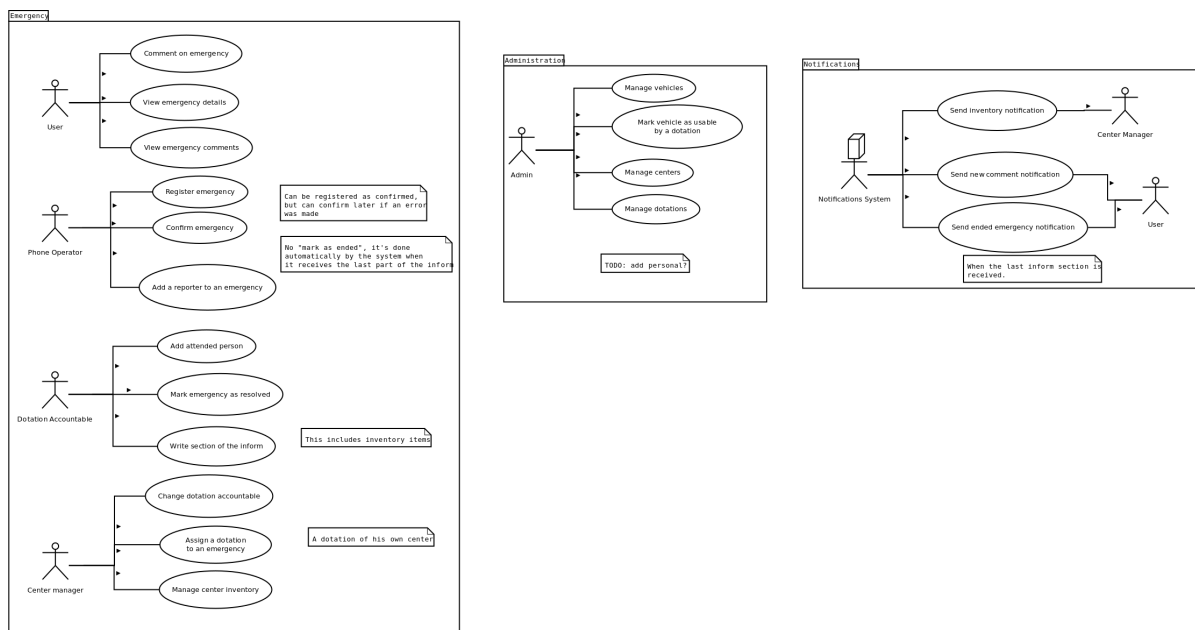 Emergency
Comment on emergency
View emergency details
User
View emergency comments
Register emergency
Can be registered as confirmed,
but can confirm later if an error
was made
Confirm emergency
Phone Operator
No "mark as ended", it's done
automatically by the system when
it receives the last part of the inform
Add a reporter to an emergency
Add attended person
Mark emergency as resolved
Dotation Accountable
Write section of the inform
This includes inventory items
Change dotation accountable
Assign a dotation
to an emergency
A dotation of his own center
Center manager
Manage center inventory
Administration
Manage vehicles
Mark vehicle as usable
by a dotation
Admin
Manage centers
Manage dotations
TODO: add personal?
Notifications
Send inventory notification
Center Manager
Notifications System
Send new comment notification
User
Send ended emergency notification
When the last inform section is
received.